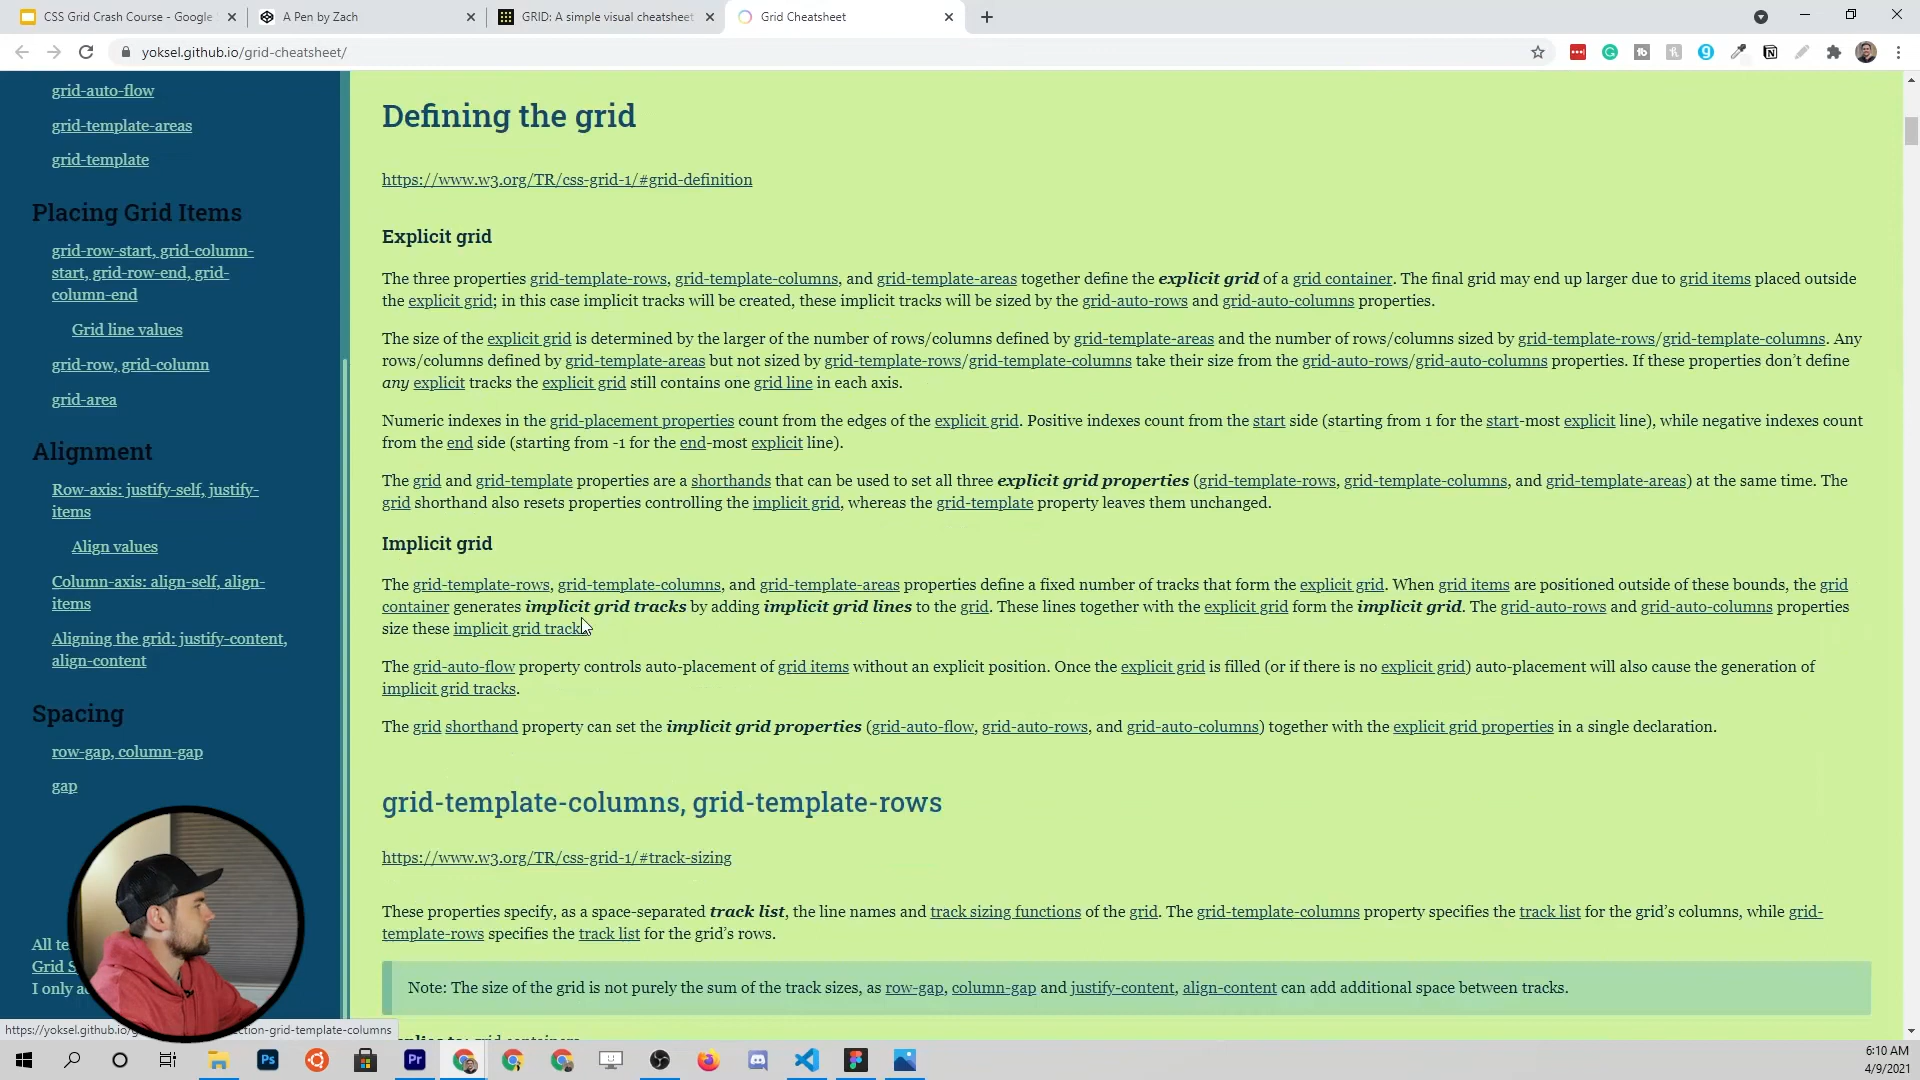 CSS Grid Crash Course - Google
A Pen by Zach
GRID: A simple visual cheatsheet
Grid Cheatsheet
yoksel.github.io/grid-cheatsheet/
grid-auto-flow
grid-template-areas
grid-template
Placing Grid Items
grid-row-start, grid-column-
start, grid-row-end, grid-
column-end
Grid line values
grid-row, grid-column
grid-area
Alignment
Row-axis: justify-self, justify-
items
Align values
Column-axis: align-self, align-
items
Aligning the grid: justify-content,
align-content
Spacing
row-gap, column-gap
gap
All te
Grid S
I only a
Defining the grid
https://www.w3.org/TR/css-grid-1/#grid-definition
Explicit grid
The three properties grid-template-rows, grid-template-columns, and grid-template-areas together define the explicit grid of a grid container. The final grid may end up larger due to grid items placed outside
the explicit grid; in this case implicit tracks will be created, these implicit tracks will be sized by the grid-auto-rows and grid-auto-columns properties.
The size of the explicit grid is determined by the larger of the number of rows/columns defined by grid-template-areas and the number of rows/columns sized by grid-template-rows/grid-template-columns. Any
rows/columns defined by grid-template-areas but not sized by grid-template-rows/grid-template-columns take their size from the grid-auto-rows/grid-auto-columns properties. If these properties don’t define
any explicit tracks the explicit grid still contains one grid line in each axis.
Numeric indexes in the grid-placement properties count from the edges of the explicit grid. Positive indexes count from the start side (starting from 1 for the start-most explicit line), while negative indexes count
from the end side (starting from -1 for the end-most explicit line).
The grid and grid-template properties are a shorthands that can be used to set all three explicit grid properties (grid-template-rows, grid-template-columns, and grid-template-areas) at the same time. The
grid shorthand also resets properties controlling the implicit grid, whereas the grid-template property leaves them unchanged.
Implicit grid
The grid-template-rows, grid-template-columns, and grid-template-areas properties define a fixed number of tracks that form the explicit grid. When grid items are positioned outside of these bounds, the grid
container generates implicit grid tracks by adding implicit grid lines to the grid. These lines together with the explicit grid form the implicit grid. The grid-auto-rows and grid-auto-columns properties
size these implicit grid track
The grid-auto-flow property controls auto-placement of grid items without an explicit position. Once the explicit grid is filled (or if there is no explicit grid) auto-placement will also cause the generation of
implicit grid tracks.
The grid shorthand property can set the implicit grid properties (grid-auto-flow, grid-auto-rows, and grid-auto-columns) together with the explicit grid properties in a single declaration.
grid-template-columns, grid-template-rows
https://www.w3.org/TR/css-grid-1/#track-sizing
These properties specify, as a space-separated track list, the line names and track sizing functions of the grid. The grid-template-columns property specifies the track list for the grid’s columns, while grid-
template-rows specifies the track list for the grid’s rows.
Note: The size of the grid is not purely the sum of the track sizes, as row-gap, column-gap and justify-content, align-content can add additional space between tracks.
https://yoksel.github.io/g
ction-grid-template-columns
Ps
Pr
6:10 AM
4/9/2021